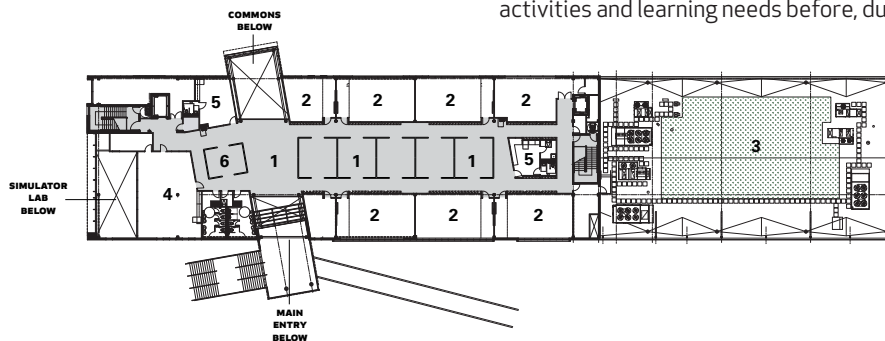 activities and learning needs before, du
COMMONS
BELOW
5
2
2
2
2
3
6
1
1
1
5
4
SIMULATOR
LAB
BELOW
2
2
2
MAIN
ENTRY
BELOW